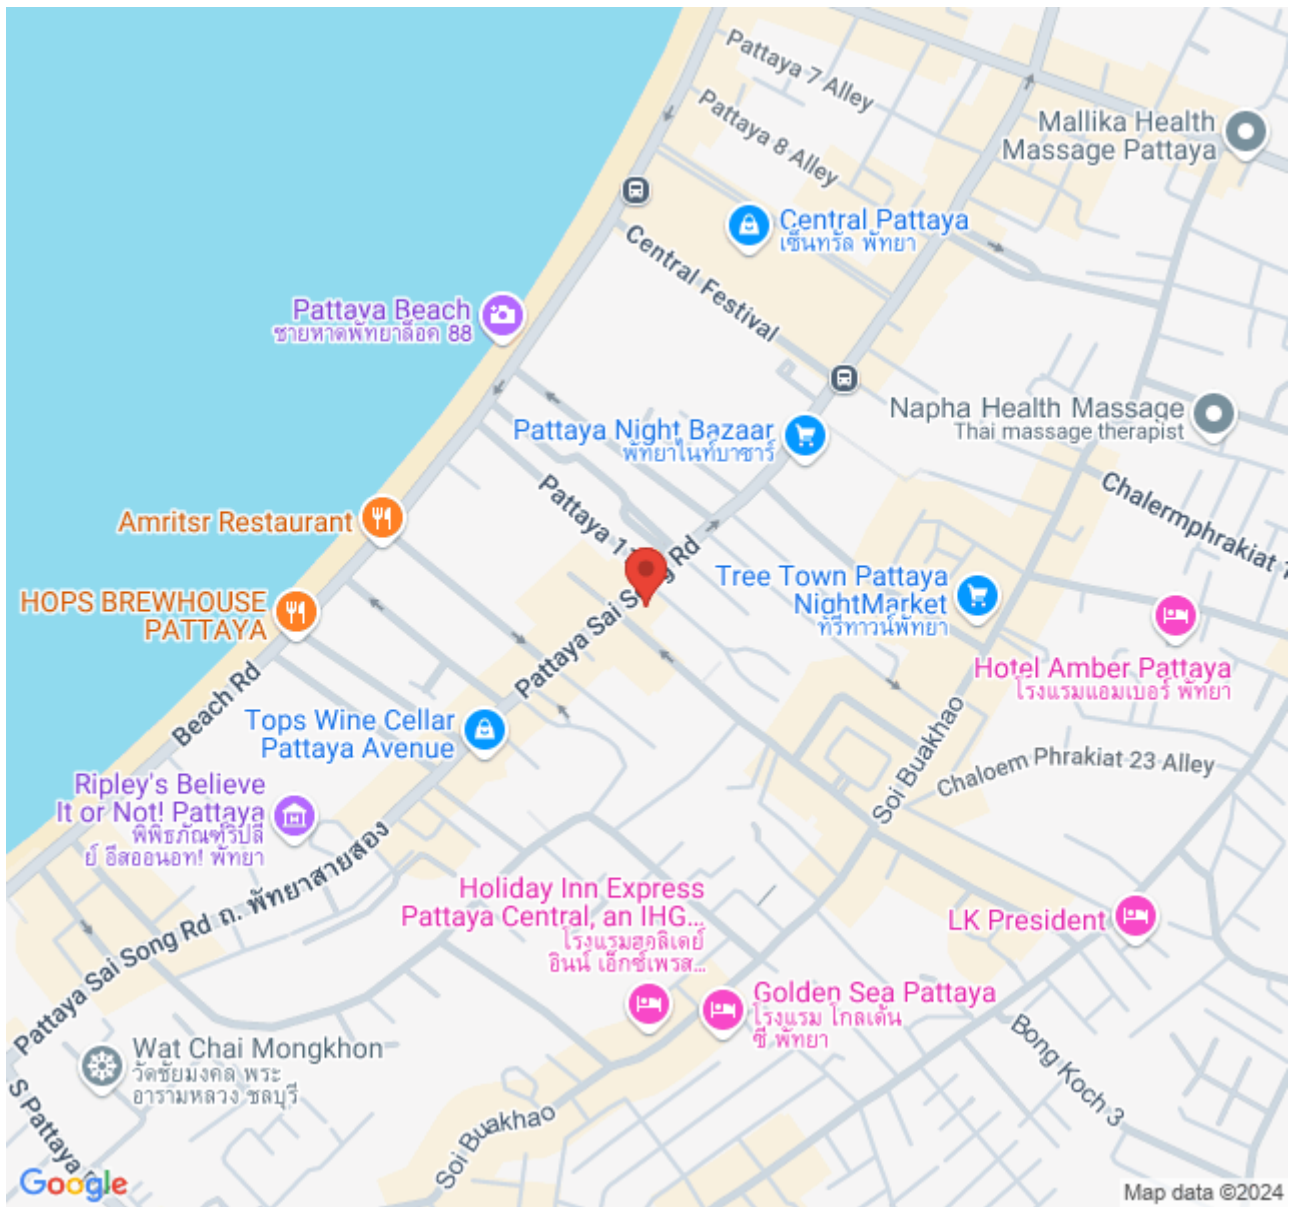 Pattaya 7 Alley
Pattaya 8 Alley
Mallika Health
Massage Pattaya
Central Pattaya
เซ็นทรัล พัทยา
Central Festival
Pattaya Beach
ชายหาดพัทยาล็อค 88
Napha Health Massage
Thai massage therapist
Pattaya Night Bazaar
พัทยาไนท์บาซาร์
Chalermphrakiat 1
Pattaya 1
Amritsr Restaurant
Pattaya Sai Song Rd
Tree Town Pattaya
NightMarket
ทรีทาวน์พัทยา
HOPS BREWHOUSE
PATTAYA
Hotel Amber Pattaya
โรงแรมแอมเบอร์ พัทยา
Beach Rd
Tops Wine Cellar
Pattaya Avenue
Soi Buakhao
Chaloem Phrakiat 23 Alley
Ripley's Believe
It or Not! Pattaya
พิพิธภัณฑ์ริปลี
ย์ อีสออนอท! พัทยา
Pattaya Sai Song Rd ถ. พัทยาสายสอง
Holiday Inn Express
Pattaya Central, an IHG...
โรงแรมฮอลิเดย์
อินน์ เอ็กซ์เพรส...
LK President
Golden Sea Pattaya
โรงแรม โกลเด้น
ซี พัทยา
Bong Koch 3
Wat Chai Mongkhon
วัดชัยมงคล พระ
อารามหลวง ชลบุรี
S Pattaya
Soi Buakhao
Google
Map data ©2024